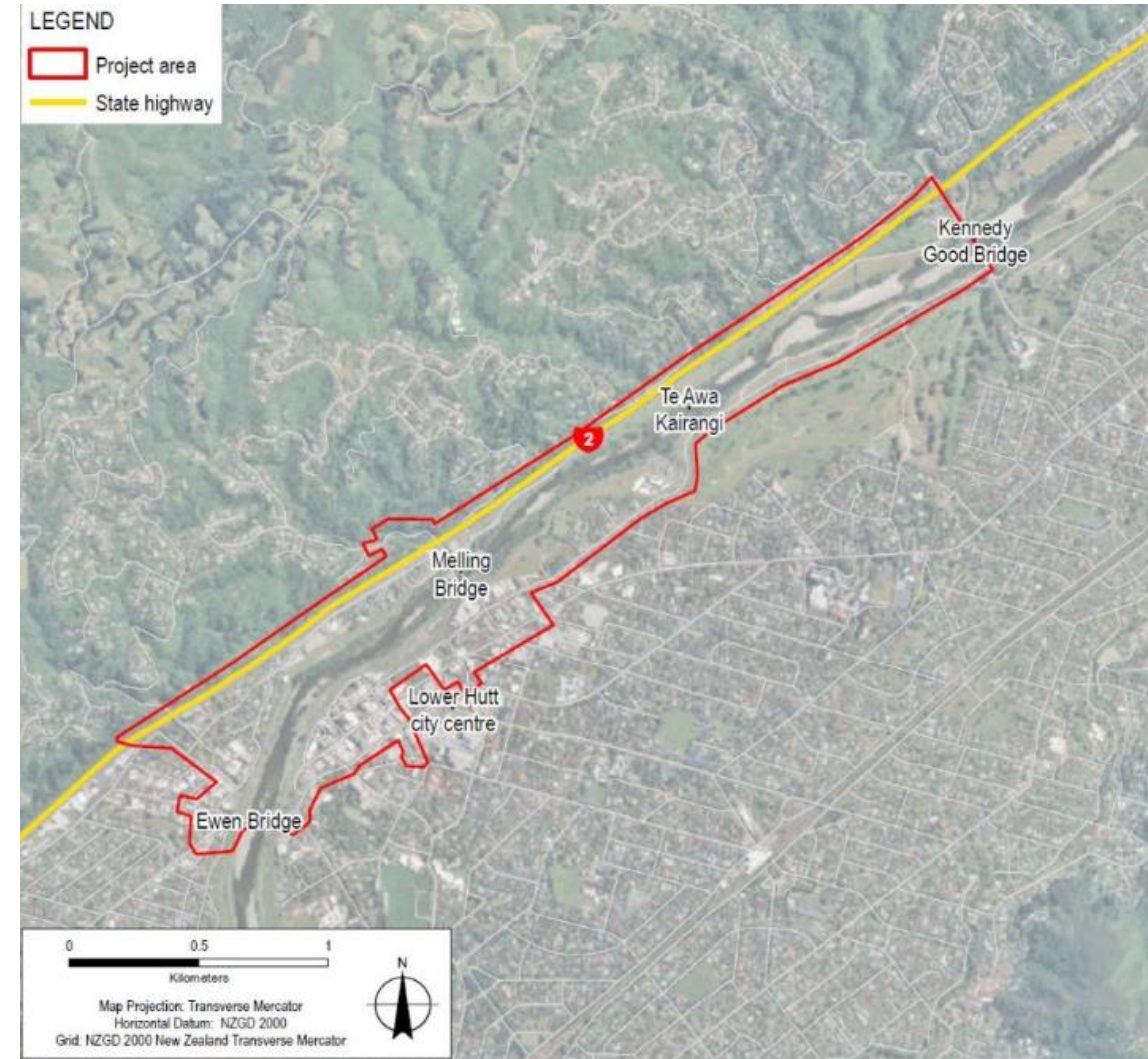 LEGEND
Project area
State highway
Kennedy
Good Bridge
Te Awa
Kairangi
2
Melling
Bridge
Lower Hutt
city centre
Ewen Bridge
0 0.5 1
Kilometers
N
Map Projection: Transverse Mercator
Horizontal Datum: NZGD 2000
Grid: NZGD 2000 New Zealand Transverse Mercator